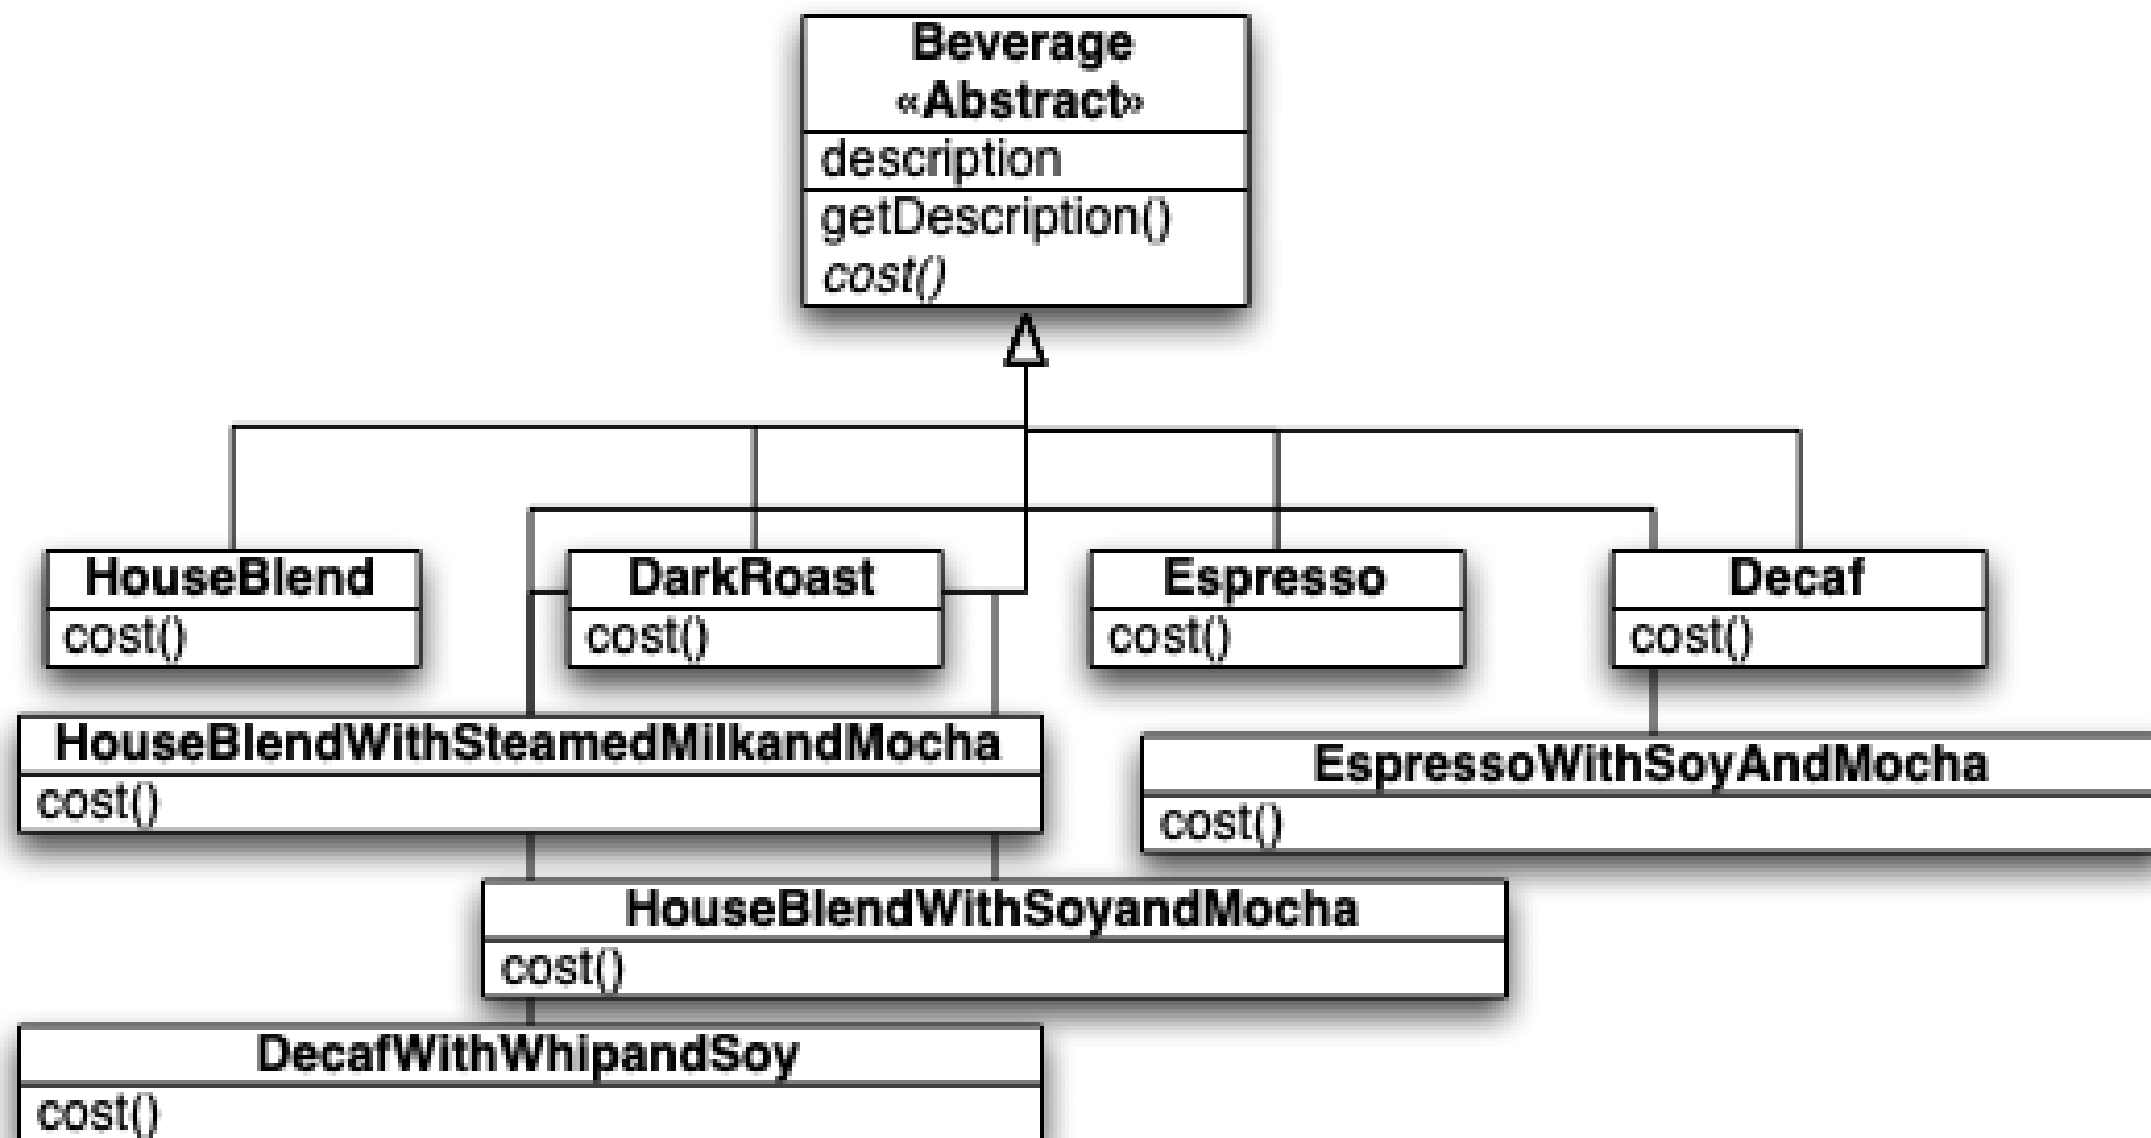 Beverage
«Abstract»
description
getDescription()
cost()
HouseBlend
cost()
DarkRoast
cost()
Espresso
cost()
Decaf
cost()
HouseBlendWithSteamedMilkandMocha
cost()
EspressoWithSoyAndMocha
cost()
HouseBlendWithSoyandMocha
cost()
DecafWithWhipandSoy
cost()